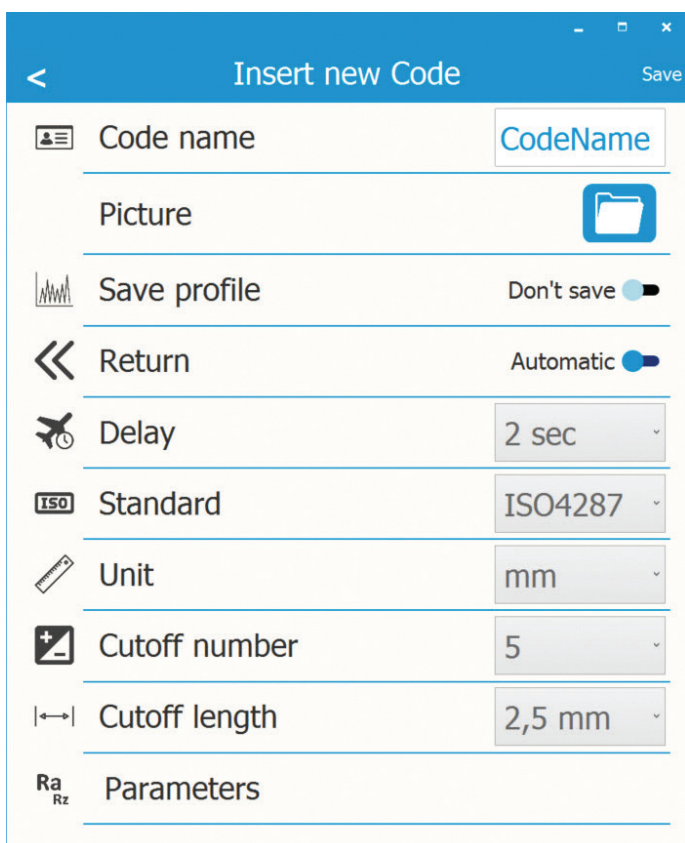 < Insert new Code Save
Code name CodeName
Picture
Save profile Don't save
Return Automatic
Delay 2 sec
ISO Standard ISO4287
Unit mm
Cutoff number 5
Cutoff length 2,5 mm
Ra Rz Parameters